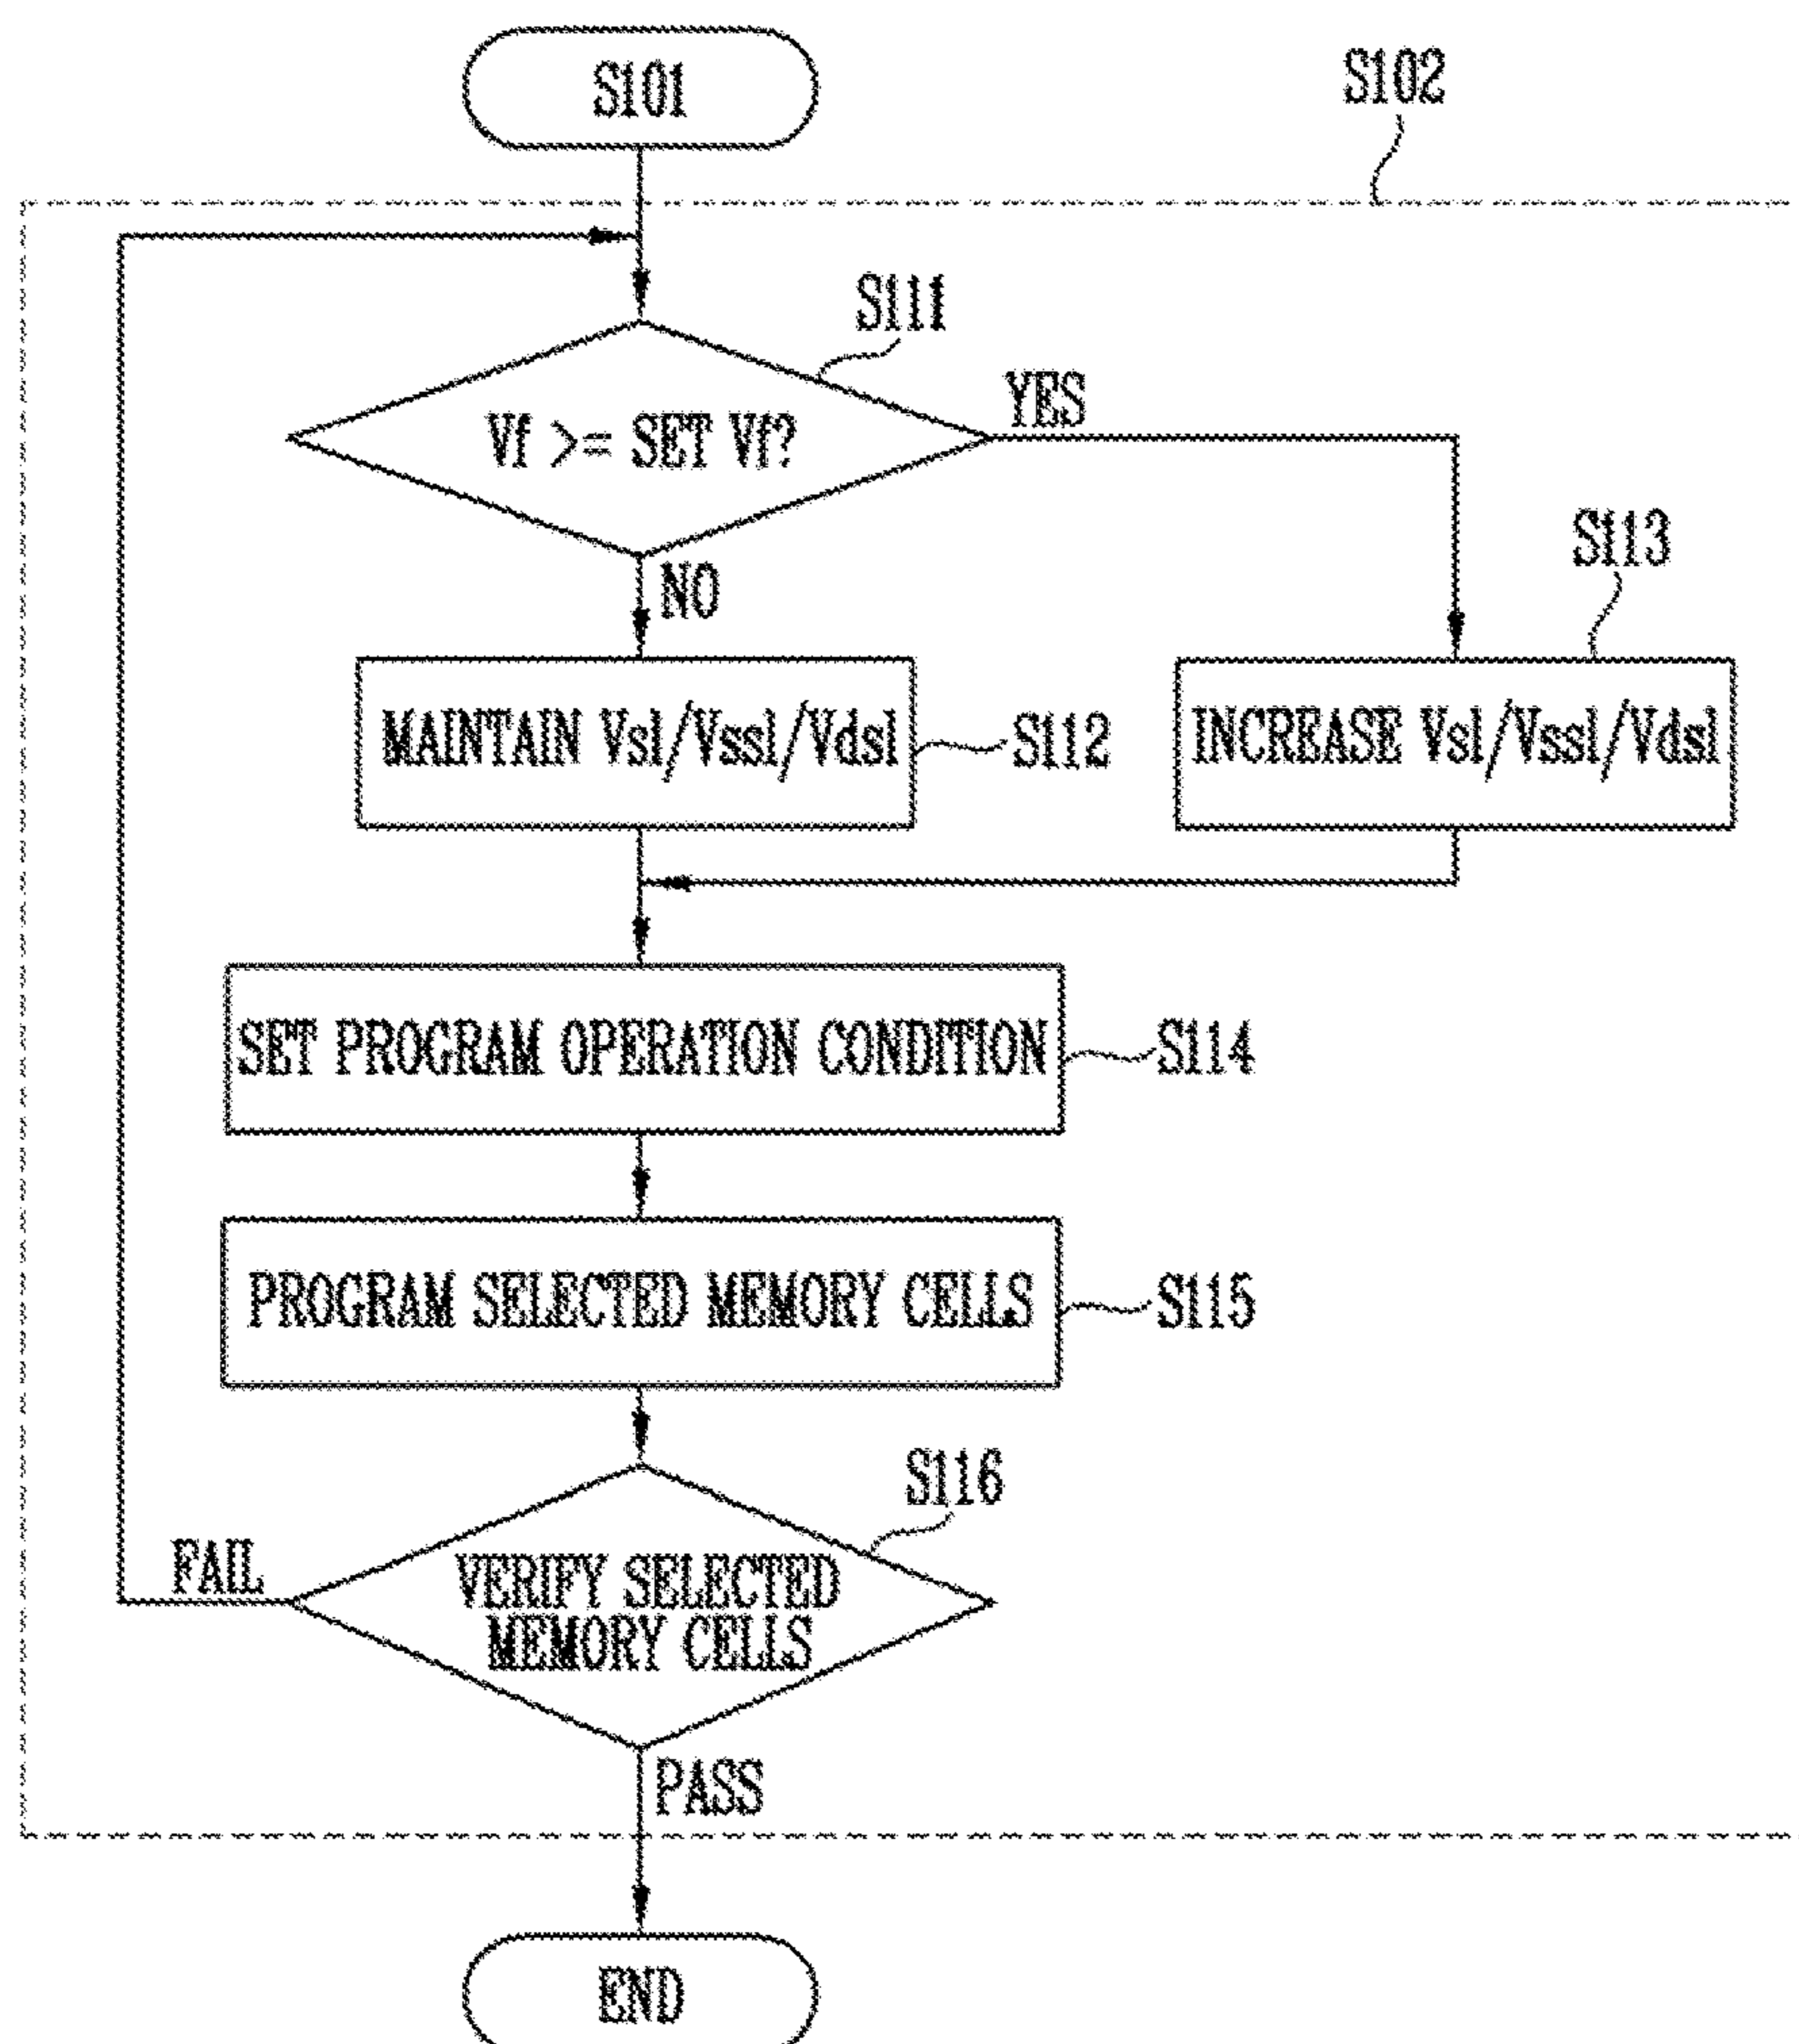 S101
S102
S111
Vf >= SET Vf?
YES
NO
S113
MAINTAIN Vsl/Vssl/Vdsl
S112
INCREASE Vsl/Vssl/Vdsl
SET PROGRAM OPERATION CONDITION
S114
PROGRAM SELECTED MEMORY CELLS
S115
S116
FAIL
VERIFY SELECTED
MEMORY CELLS
PASS
END